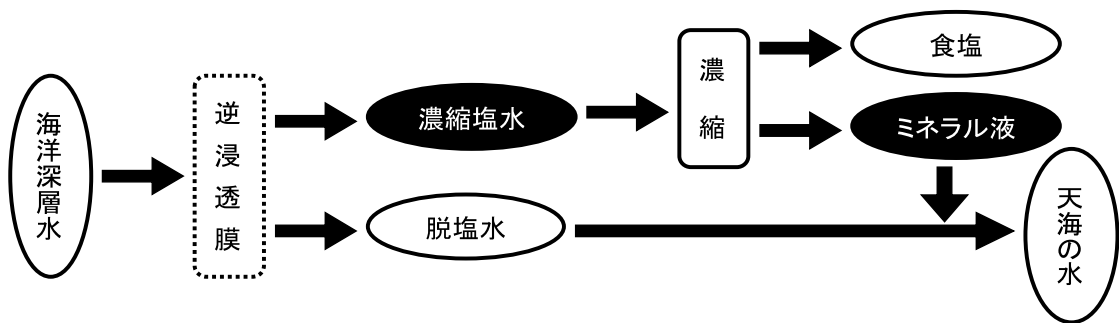 海洋深層水
逆浸透膜
濃縮塩水
脱塩水
濃縮
食塩
ミネラル液
天海の水